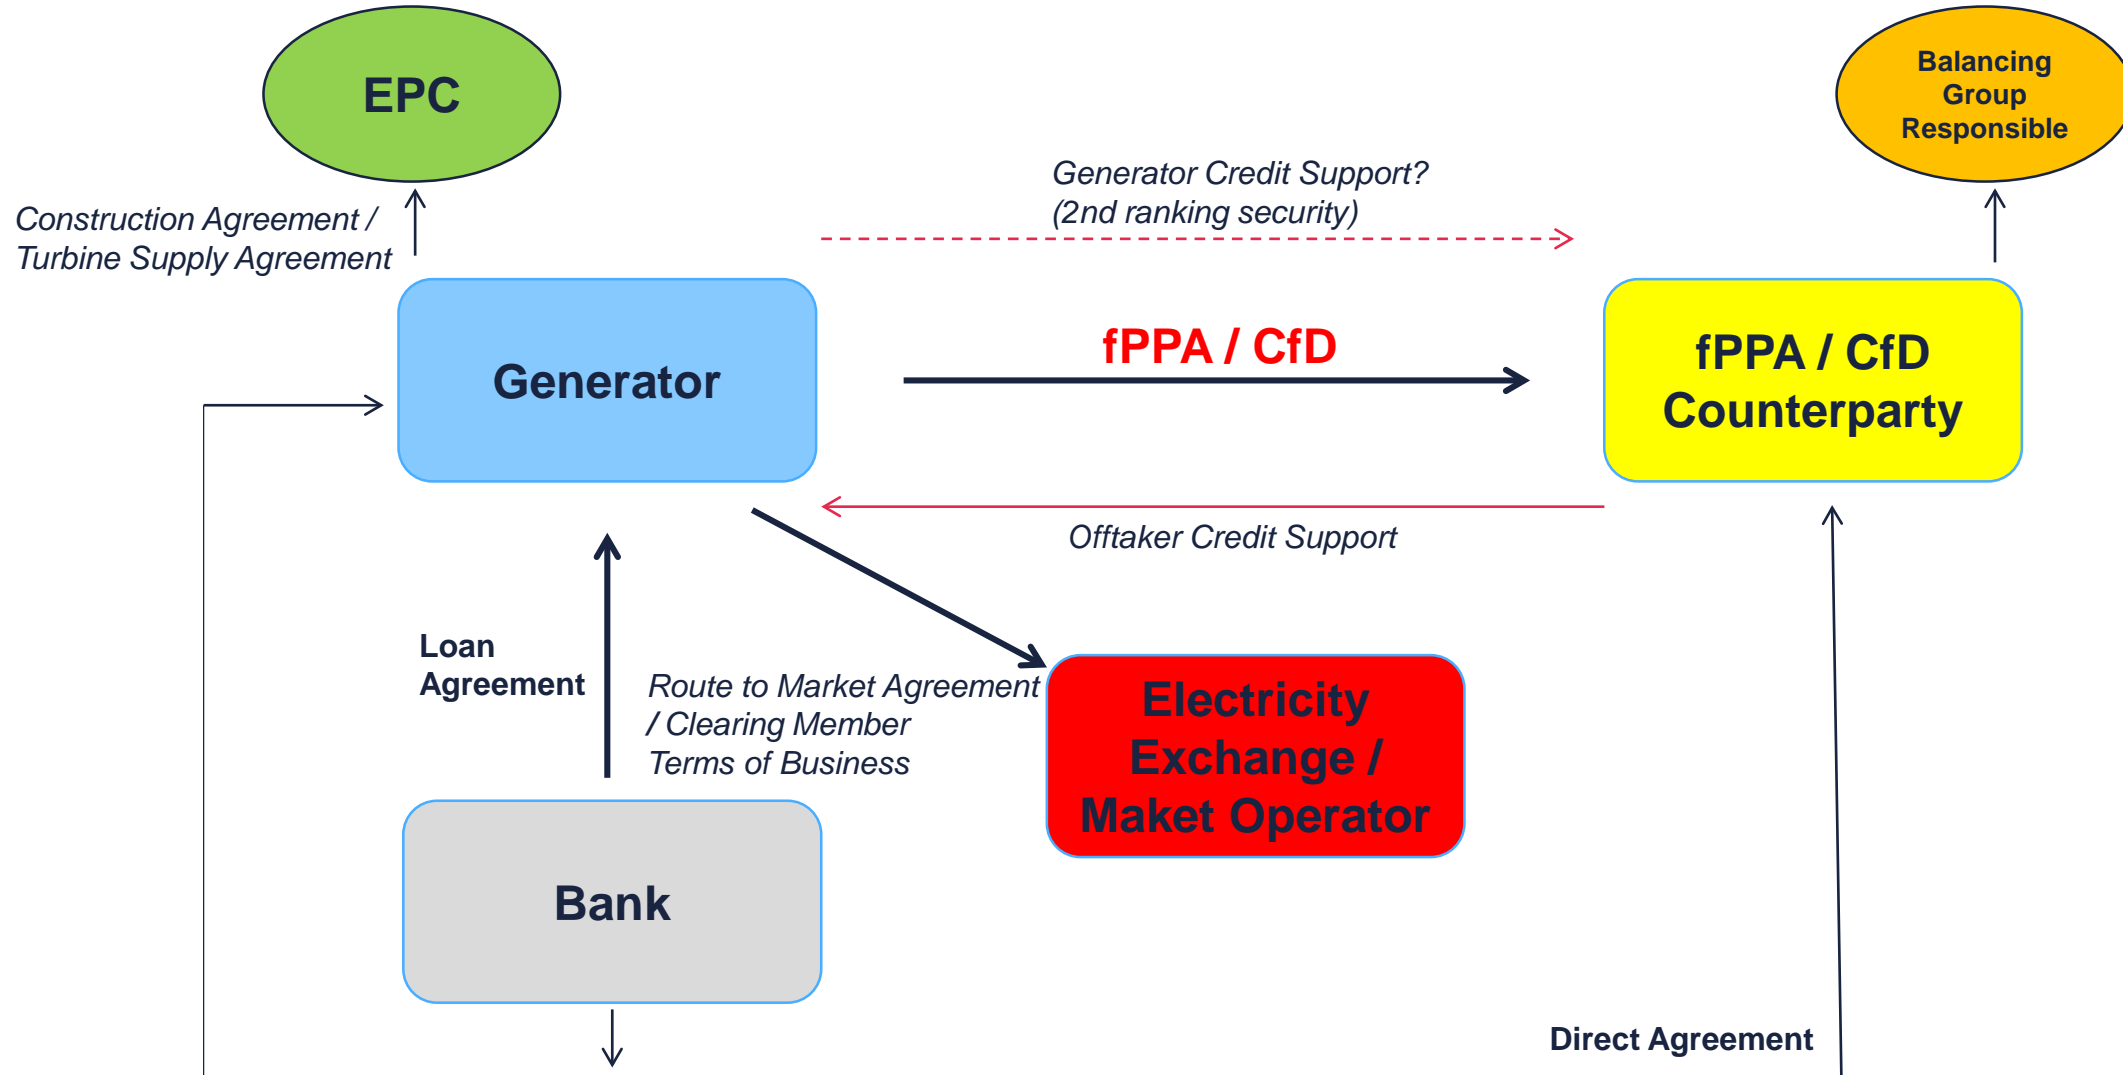 EPC
Balancing
Group
Responsible
Construction Agreement /
Turbine Supply Agreement
Generator Credit Support?
(2nd ranking security)
Generator
fPPA / CfD
fPPA / CfD
Counterparty
Offtaker Credit Support
Loan
Agreement
Route to Market Agreement
/ Clearing Member
Terms of Business
Electricity
Exchange /
Maket Operator
Bank
Direct Agreement